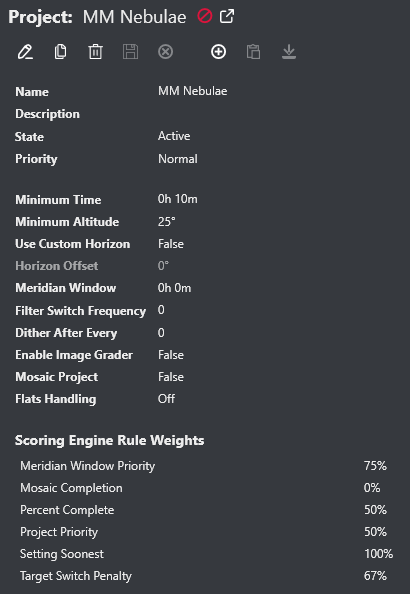 Project: MM Nebulae
Name MM Nebulae
Description
State Active
Priority Normal
Minimum Time 0h 10m
Minimum Altitude 25°
Use Custom Horizon False
Horizon Offset 0°
Meridian Window 0h 0m
Filter Switch Frequency 0
Dither After Every 0
Enable Image Grader False
Mosaic Project False
Flats Handling Off
Scoring Engine Rule Weights
Meridian Window Priority 75%
Mosaic Completion 0%
Percent Complete 50%
Project Priority 50%
Setting Soonest 100%
Target Switch Penalty 67%